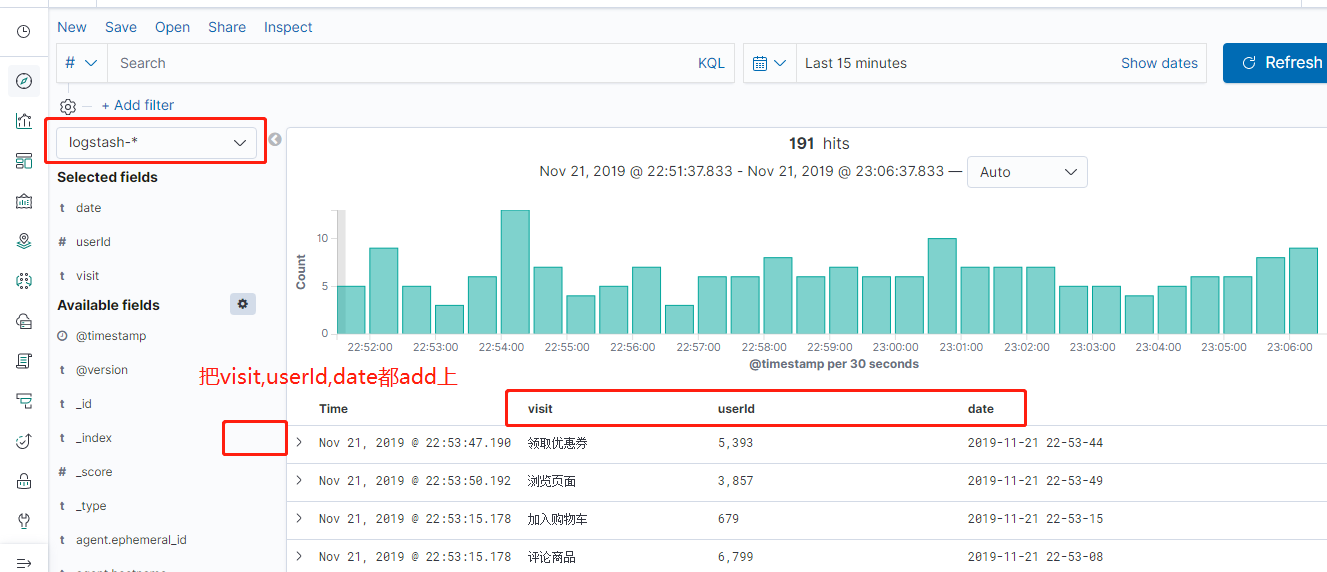 New Save Open Share Inspect
# Search KQL Last 15 minutes Show dates Refresh
+ Add filter
logstash-*
191 hits
Nov 21, 2019 @ 22:51:37.833 - Nov 21, 2019 @ 23:06:37.833 — Auto
Selected fields
t date
# userId
t visit
Available fields
@timestamp
t @version
t _id
t _index
# _score
t _type
t agent.ephemeral_id
Count
10
5
0
22:52:00 22:53:00 22:54:00 22:55:00 22:56:00 22:57:00 22:58:00 22:59:00 23:00:00 23:01:00 23:02:00 23:03:00 23:04:00 23:05:00 23:06:00
@timestamp per 30 seconds
把visit,userId,date都add上
Time visit userId date
Nov 21, 2019 @ 22:53:47.190 领取优惠券 5,393 2019-11-21 22-53-44
Nov 21, 2019 @ 22:53:50.192 浏览页面 3,857 2019-11-21 22-53-49
Nov 21, 2019 @ 22:53:15.178 加入购物车 679 2019-11-21 22-53-15
Nov 21, 2019 @ 22:53:15.178 评论商品 6,799 2019-11-21 22-53-08